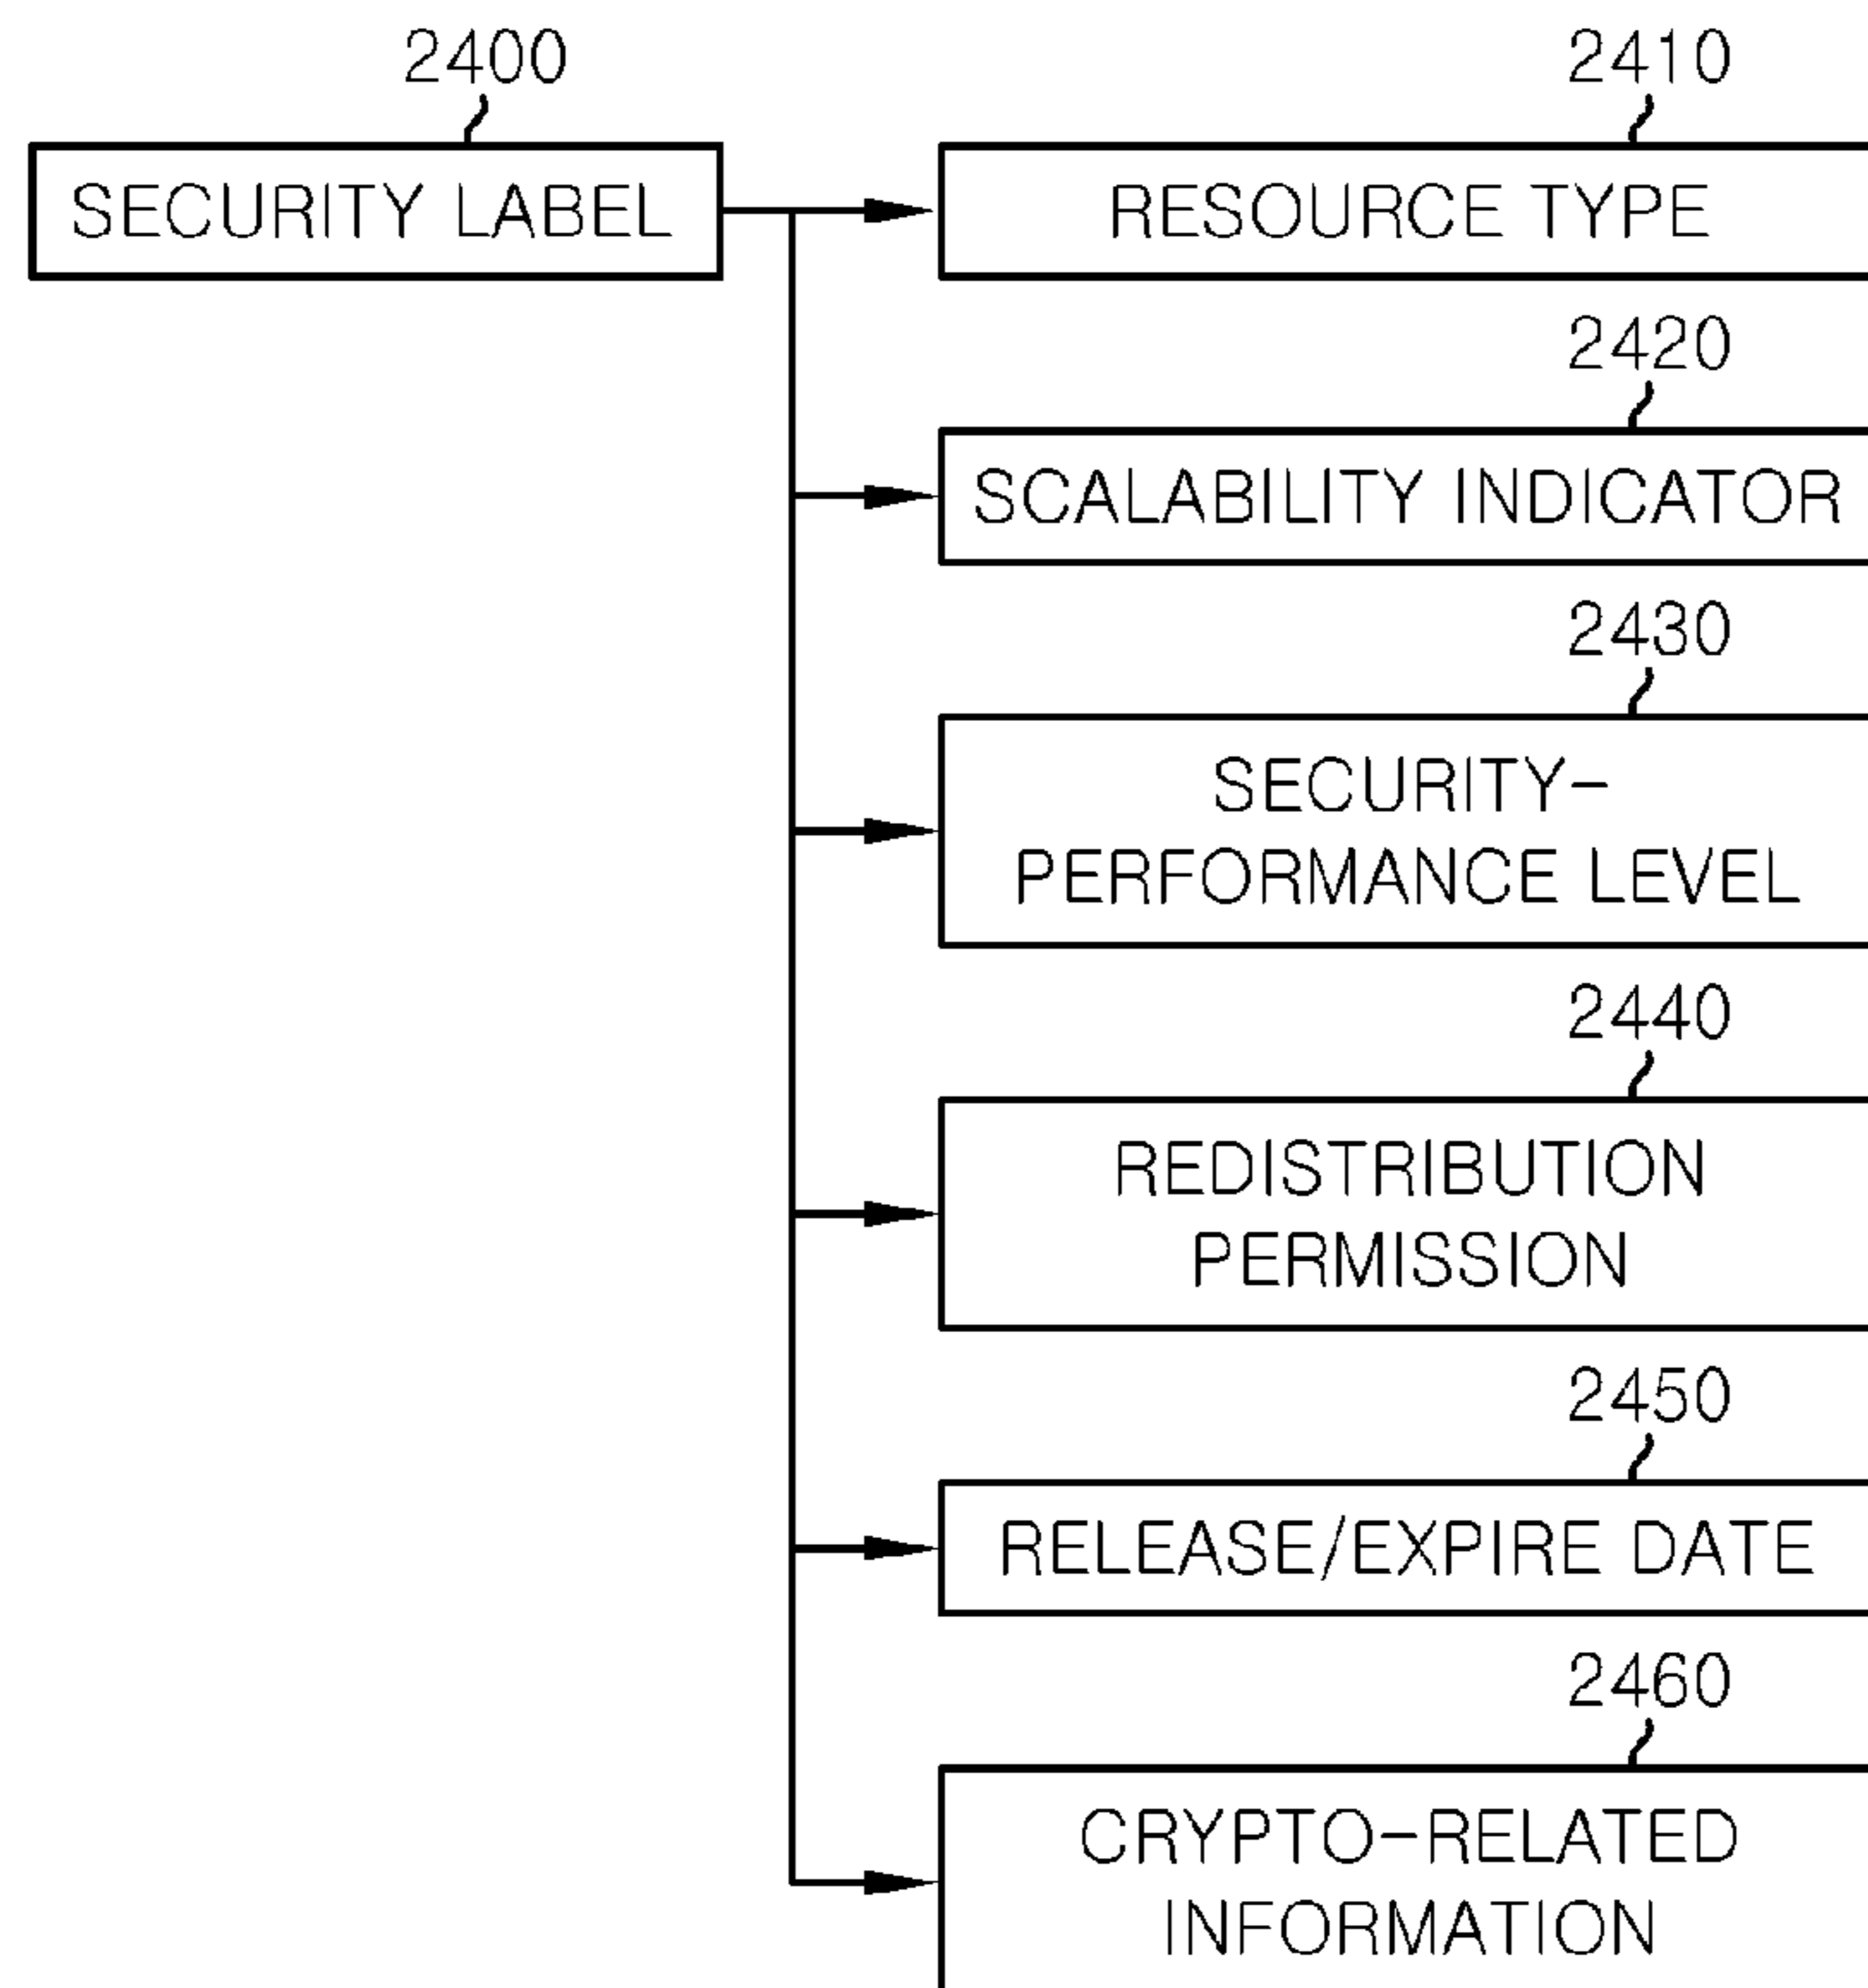 2400
SECURITY LABEL
2410
RESOURCE TYPE
2420
SCALABILITY INDICATOR
2430
SECURITY-
PERFORMANCE LEVEL
2440
REDISTRIBUTION
PERMISSION
2450
RELEASE/EXPIRE DATE
2460
CRYPTO-RELATED
INFORMATION